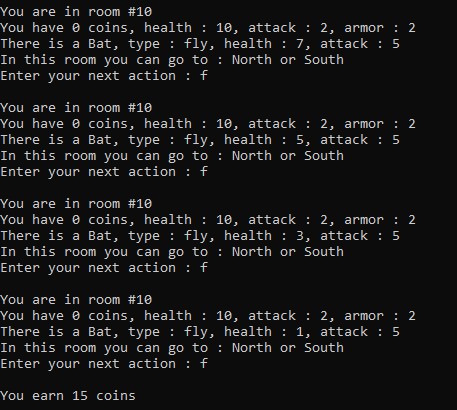 You are in room #10
You have 0 coins, health : 10, attack : 2, armor : 2
There is a Bat, type : fly, health : 7, attack : 5
In this room you can go to : North or South
Enter your next action : f
You are in room #10
You have 0 coins, health : 10, attack : 2, armor : 2
There is a Bat, type : fly, health : 5, attack : 5
In this room you can go to : North or South
Enter your next action : f
You are in room #10
You have 0 coins, health : 10, attack : 2, armor : 2
There is a Bat, type : fly, health : 3, attack : 5
In this room you can go to : North or South
Enter your next action : f
You are in room #10
You have 0 coins, health : 10, attack : 2, armor : 2
There is a Bat, type : fly, health : 1, attack : 5
In this room you can go to : North or South
Enter your next action : f
You earn 15 coins